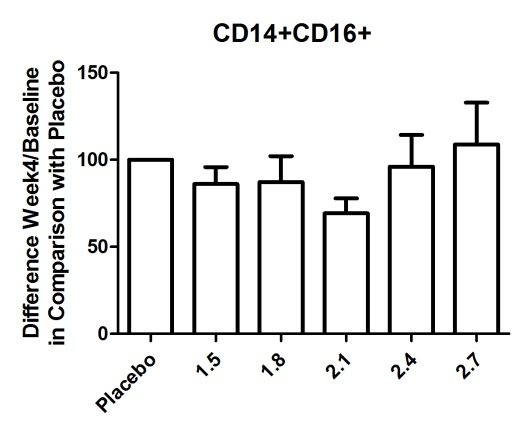 CD14+CD16+
Difference Week4/Baseline
in Comparison with Placebo
150
100
50
0
Placebo
1.5
1.8
2.1
2.4
2.7